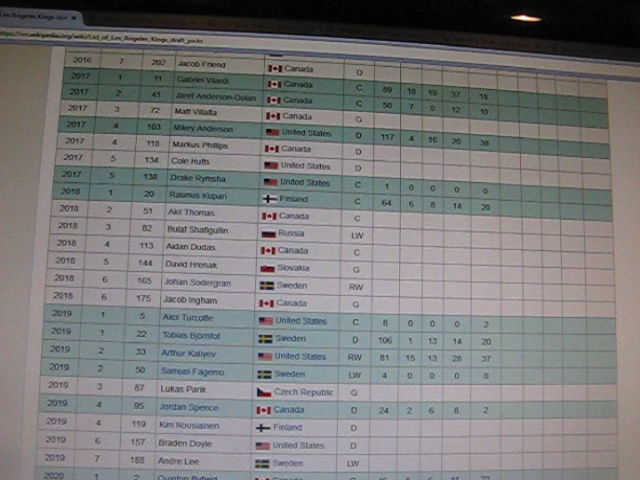 Los Angeles Kings draf
https://en.wikipedia.org/wiki/List_of_Los_Angeles_Kings_draft_picks
2016 7 202 Jacob Friend Canada D
2017 1 11 Gabriel Vilardi Canada C 89 18 19 37 18
2017 2 41 Jaret Anderson-Dolan Canada C 50 7 5 12 10
2017 3 72 Matt Villalta Canada G
2017 4 103 Mikey Anderson United States D 117 4 16 20 38
2017 4 118 Markus Phillips Canada D
2017 5 134 Cole Hults United States D
2017 5 138 Drake Rymsha United States C 1 0 0 0 0
2018 1 20 Rasmus Kupari Finland C 64 6 8 14 20
2018 2 51 Akil Thomas Canada C
2018 3 82 Bulat Shafigullin Russia LW
2018 4 113 Aidan Dudas Canada C
2018 5 144 David Hrenak Slovakia G
2018 6 165 Johan Sodergran Sweden RW
2018 6 175 Jacob Ingham Canada G
2019 1 5 Alex Turcotte United States C 8 0 0 0 2
2019 1 22 Tobias Bjornfot Sweden D 106 1 13 14 20
2019 2 33 Arthur Kaliyev United States RW 81 15 13 28 37
2019 2 50 Samuel Fagemo Sweden LW 4 0 0 0 0
2019 3 87 Lukas Parik Czech Republic G
2019 4 95 Jordan Spence Canada D 24 2 6 8 2
2019 4 119 Kim Nousiainen Finland D
2019 6 157 Braden Doyle United States D
2019 7 188 Andre Lee Sweden LW
2020 1 2 Quinton Byfield Canada C